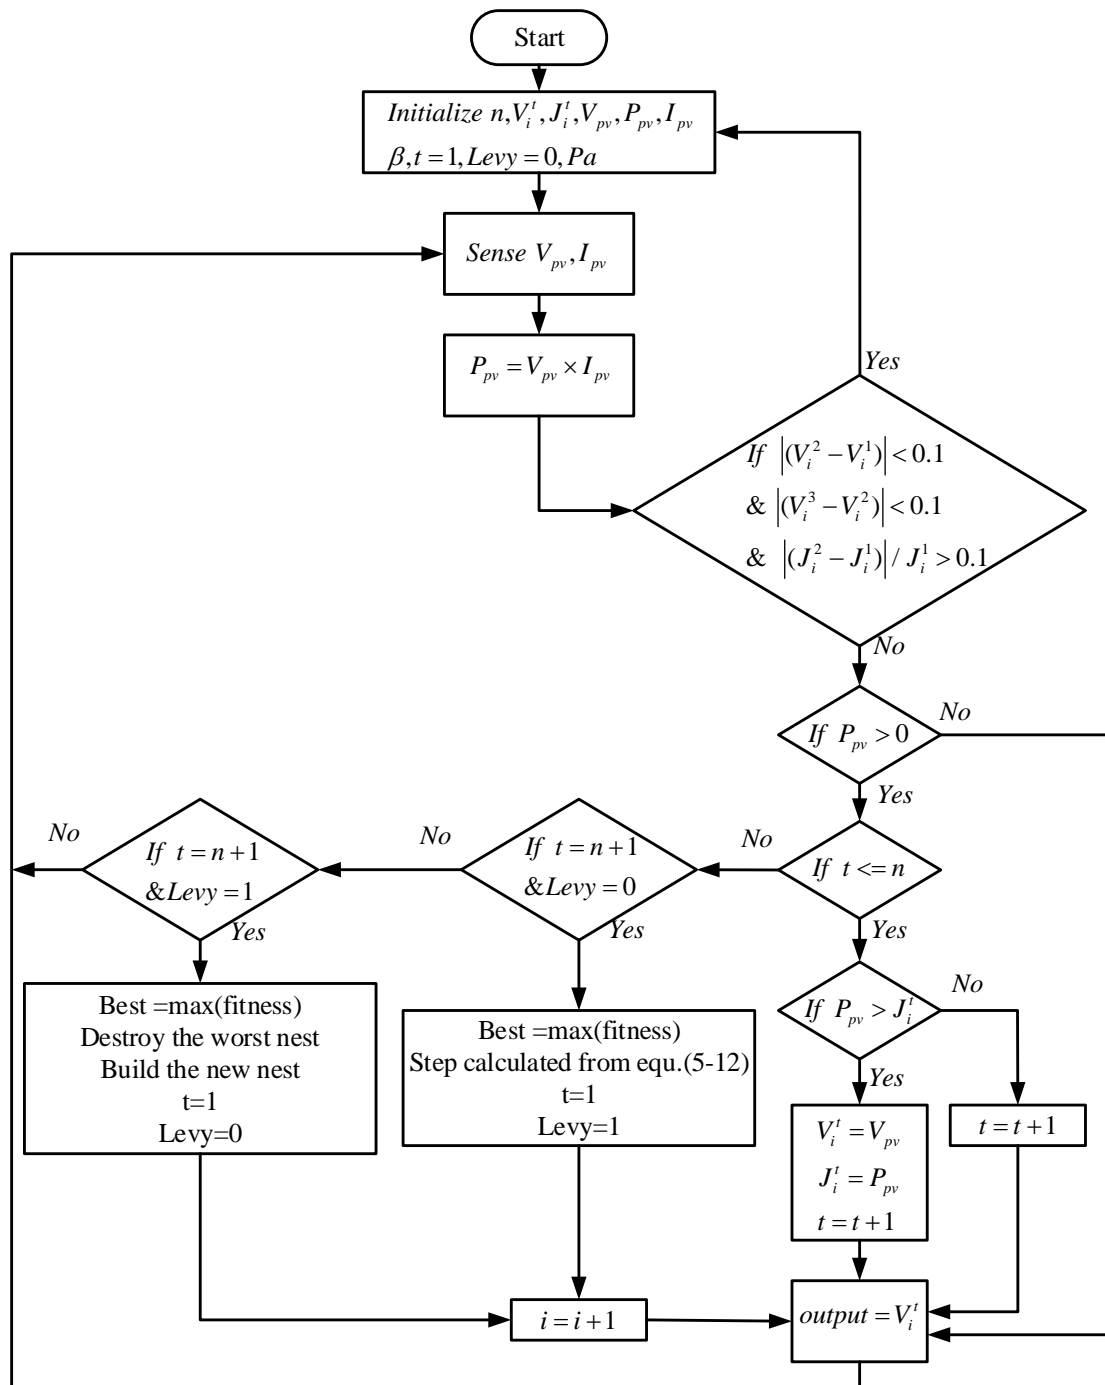 Start
Initialize n, V_i^t, J_i^t, V_pv, P_pv, I_pv
β, t = 1, Levy = 0, Pa
Sense V_pv, I_pv
P_pv = V_pv × I_pv
Yes
If |(V_i^2 − V_i^1)| < 0.1
& |(V_i^3 − V_i^2)| < 0.1
& |(J_i^2 − J_i^1)| / J_i^1 > 0.1
No
If P_pv > 0
No
Yes
If t <= n
No
Yes
If t = n + 1
& Levy = 0
No
Yes
If t = n + 1
& Levy = 1
No
Yes
If P_pv > J_i^t
No
Yes
Best =max(fitness)
Destroy the worst nest
Build the new nest
t=1
Levy=0
Best =max(fitness)
Step calculated from equ.(5-12)
t=1
Levy=1
V_i^t = V_pv
J_i^t = P_pv
t = t + 1
t = t + 1
i = i + 1
output = V_i^t